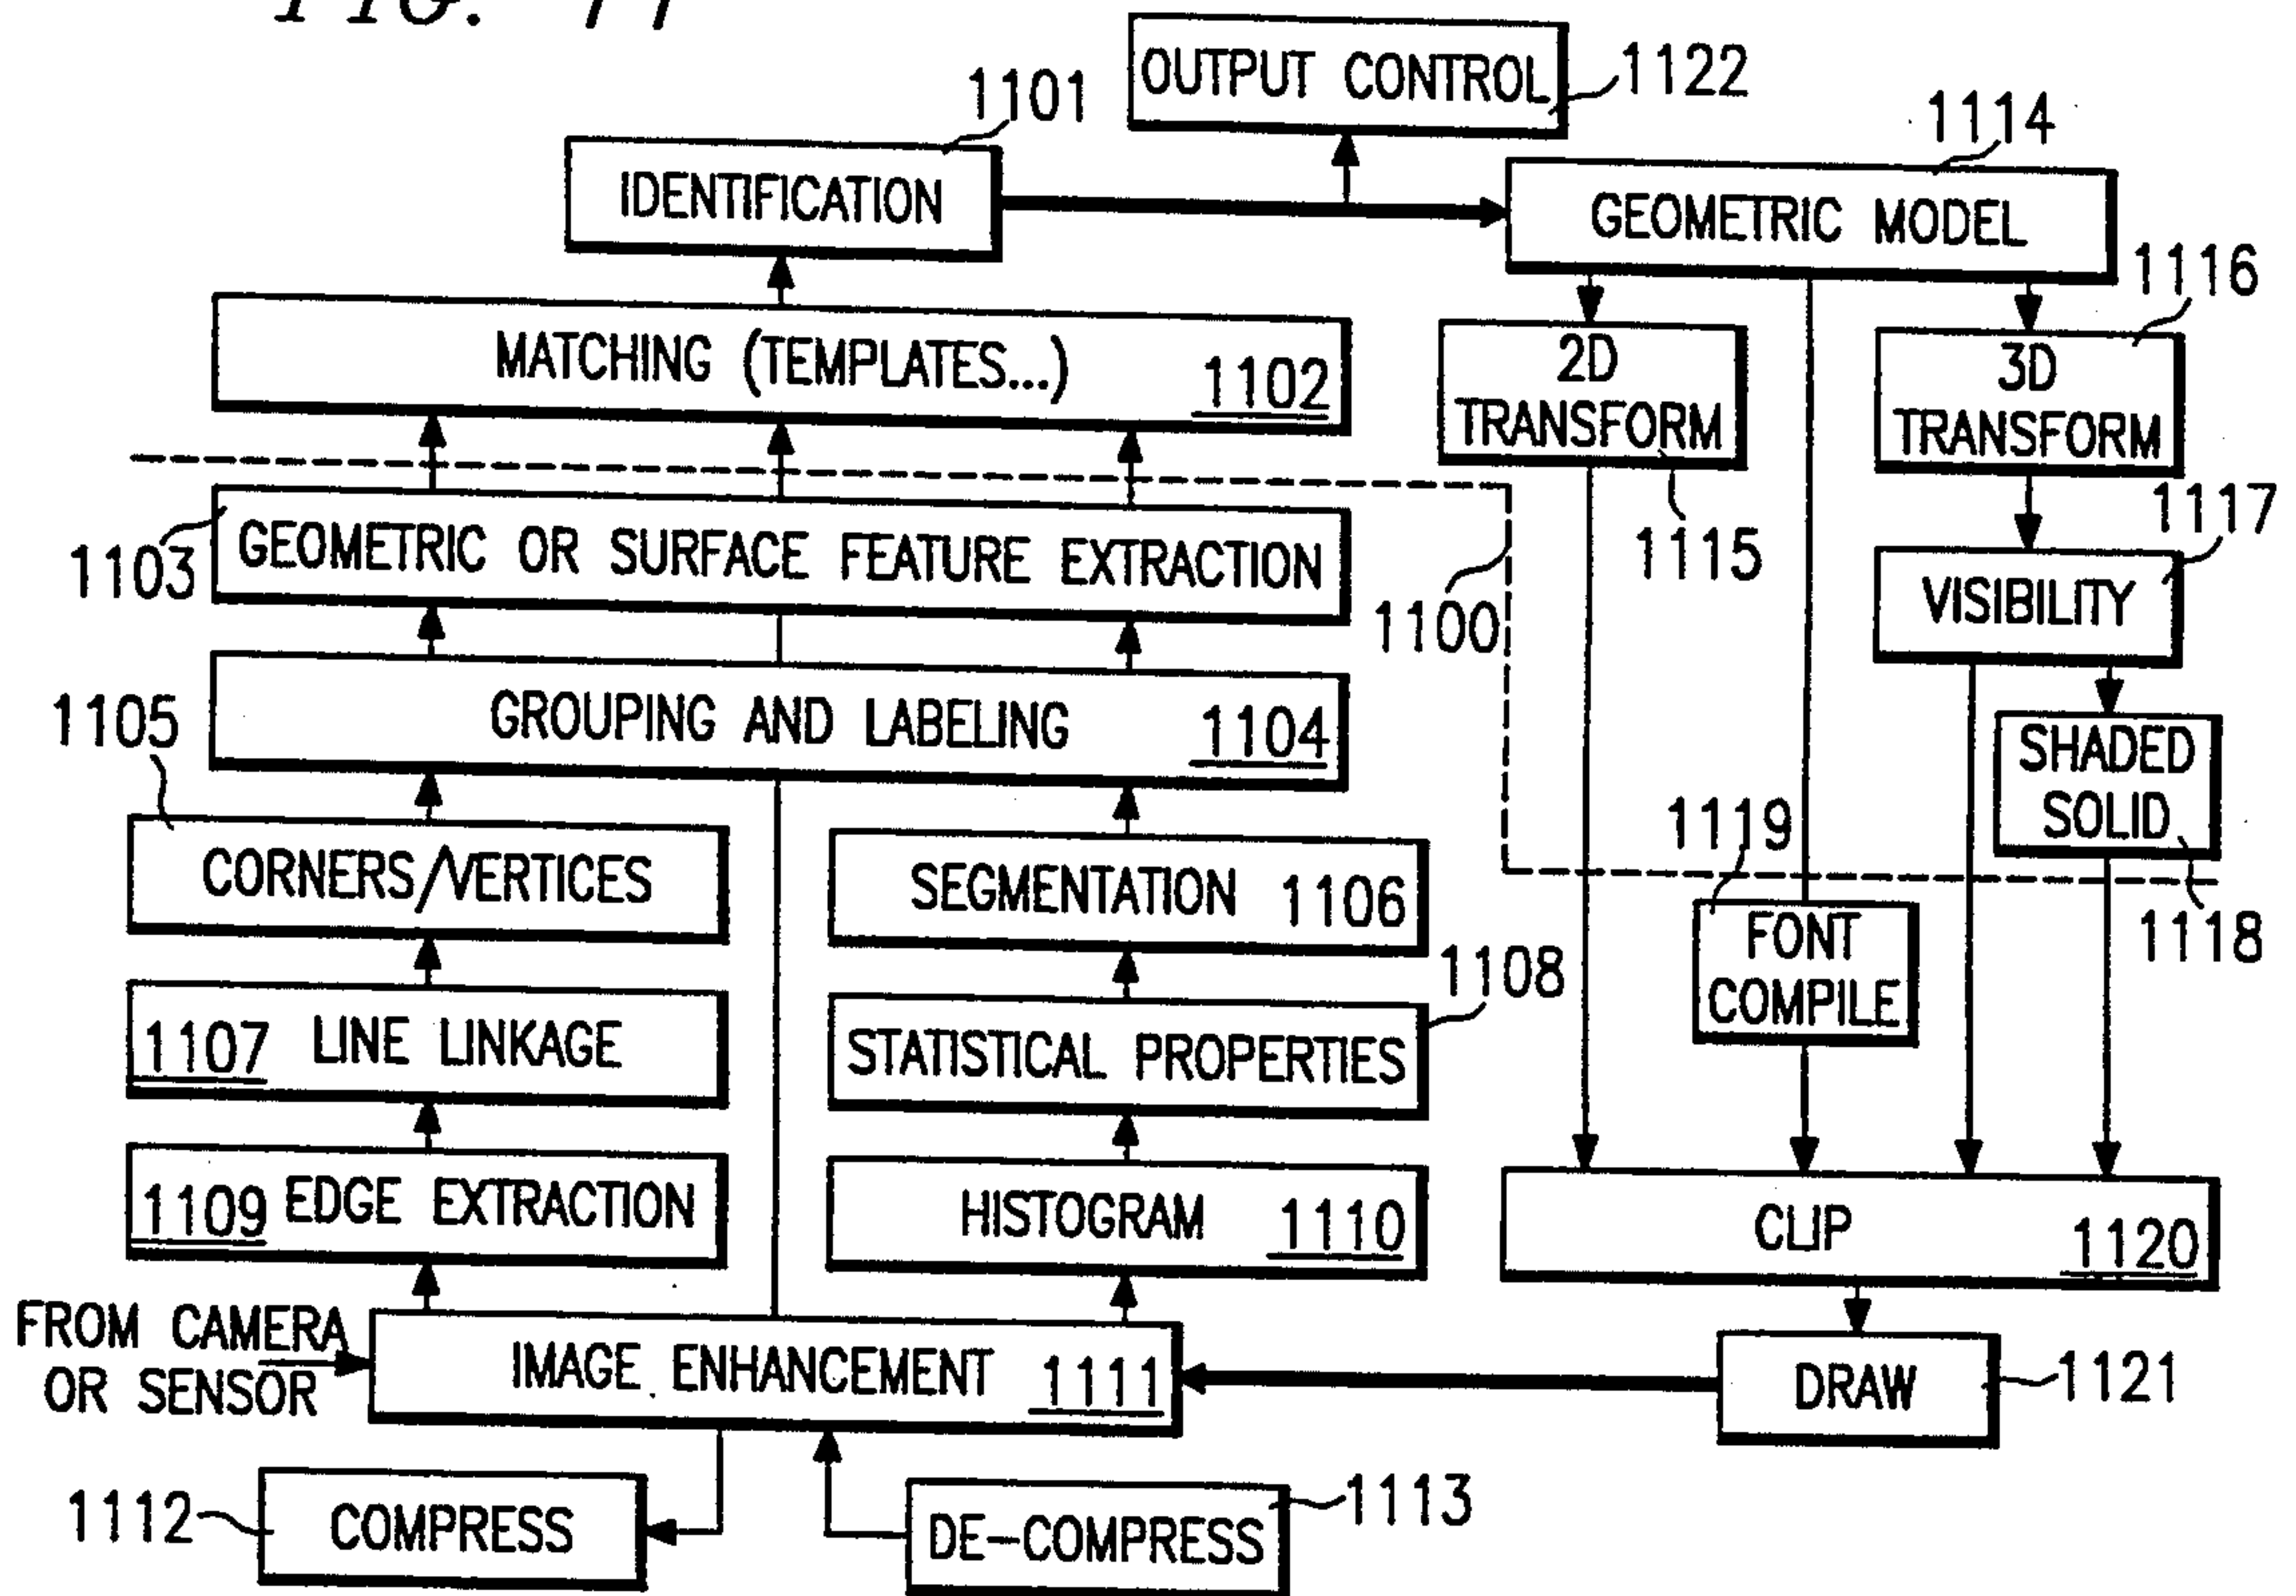 FIG. 11
OUTPUT CONTROL
1122
1101
1114
IDENTIFICATION
GEOMETRIC MODEL
1116
MATCHING (TEMPLATES...)
1102
2D
TRANSFORM
3D
TRANSFORM
1103
GEOMETRIC OR SURFACE FEATURE EXTRACTION
1100
1115
1117
VISIBILITY
1105
GROUPING AND LABELING
1104
SHADED
SOLID
1119
CORNERS/VERTICES
SEGMENTATION 1106
1118
FONT
COMPILE
1108
1107 LINE LINKAGE
STATISTICAL PROPERTIES
1109 EDGE EXTRACTION
HISTOGRAM 1110
CLIP 1120
FROM CAMERA
OR SENSOR
IMAGE ENHANCEMENT 1111
DRAW
1121
1112
COMPRESS
DE-COMPRESS
1113